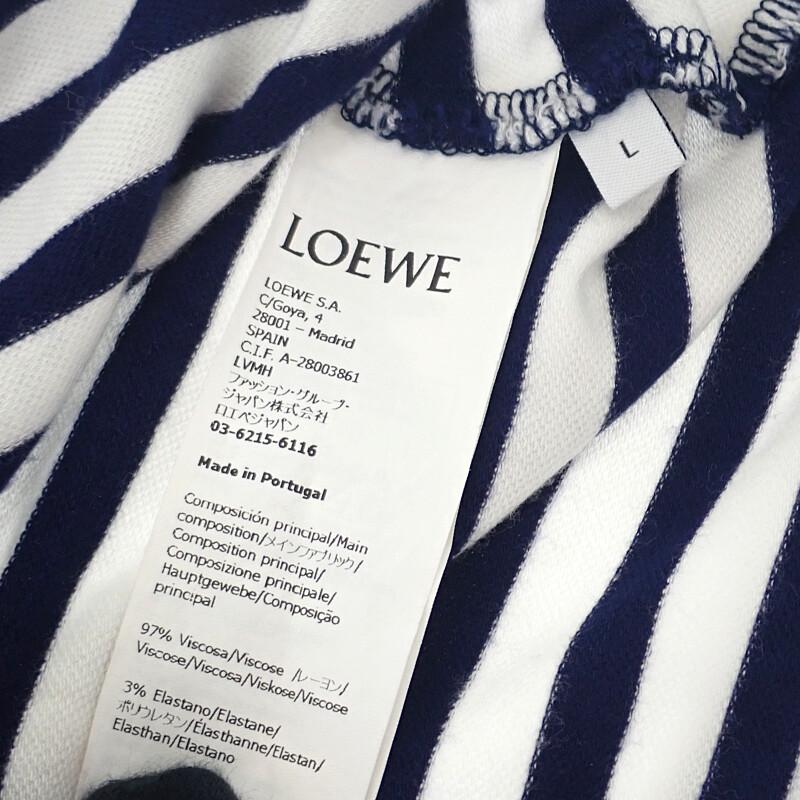 L
LOEWE
LOEWE S.A.
C/Goya, 4
28001 - Madrid
SPAIN
C.I.F. A-28003861
LVMH
ファッション・グループ・
ジャパン株式会社
ロエベジャパン
03-6215-6116
Made in Portugal
Composición principal/Main
composition/メインファブリック/
Composition principal/
Composizione principale/
Hauptgewebe/Composição
principal
97% Viscosa/Viscose /レーヨン/
Viscose/Viscosa/Viskose/Viscose
3% Elastano/Elastane/
ポリウレタン/Élasthanne/Elastan/
Elasthan/Elastano